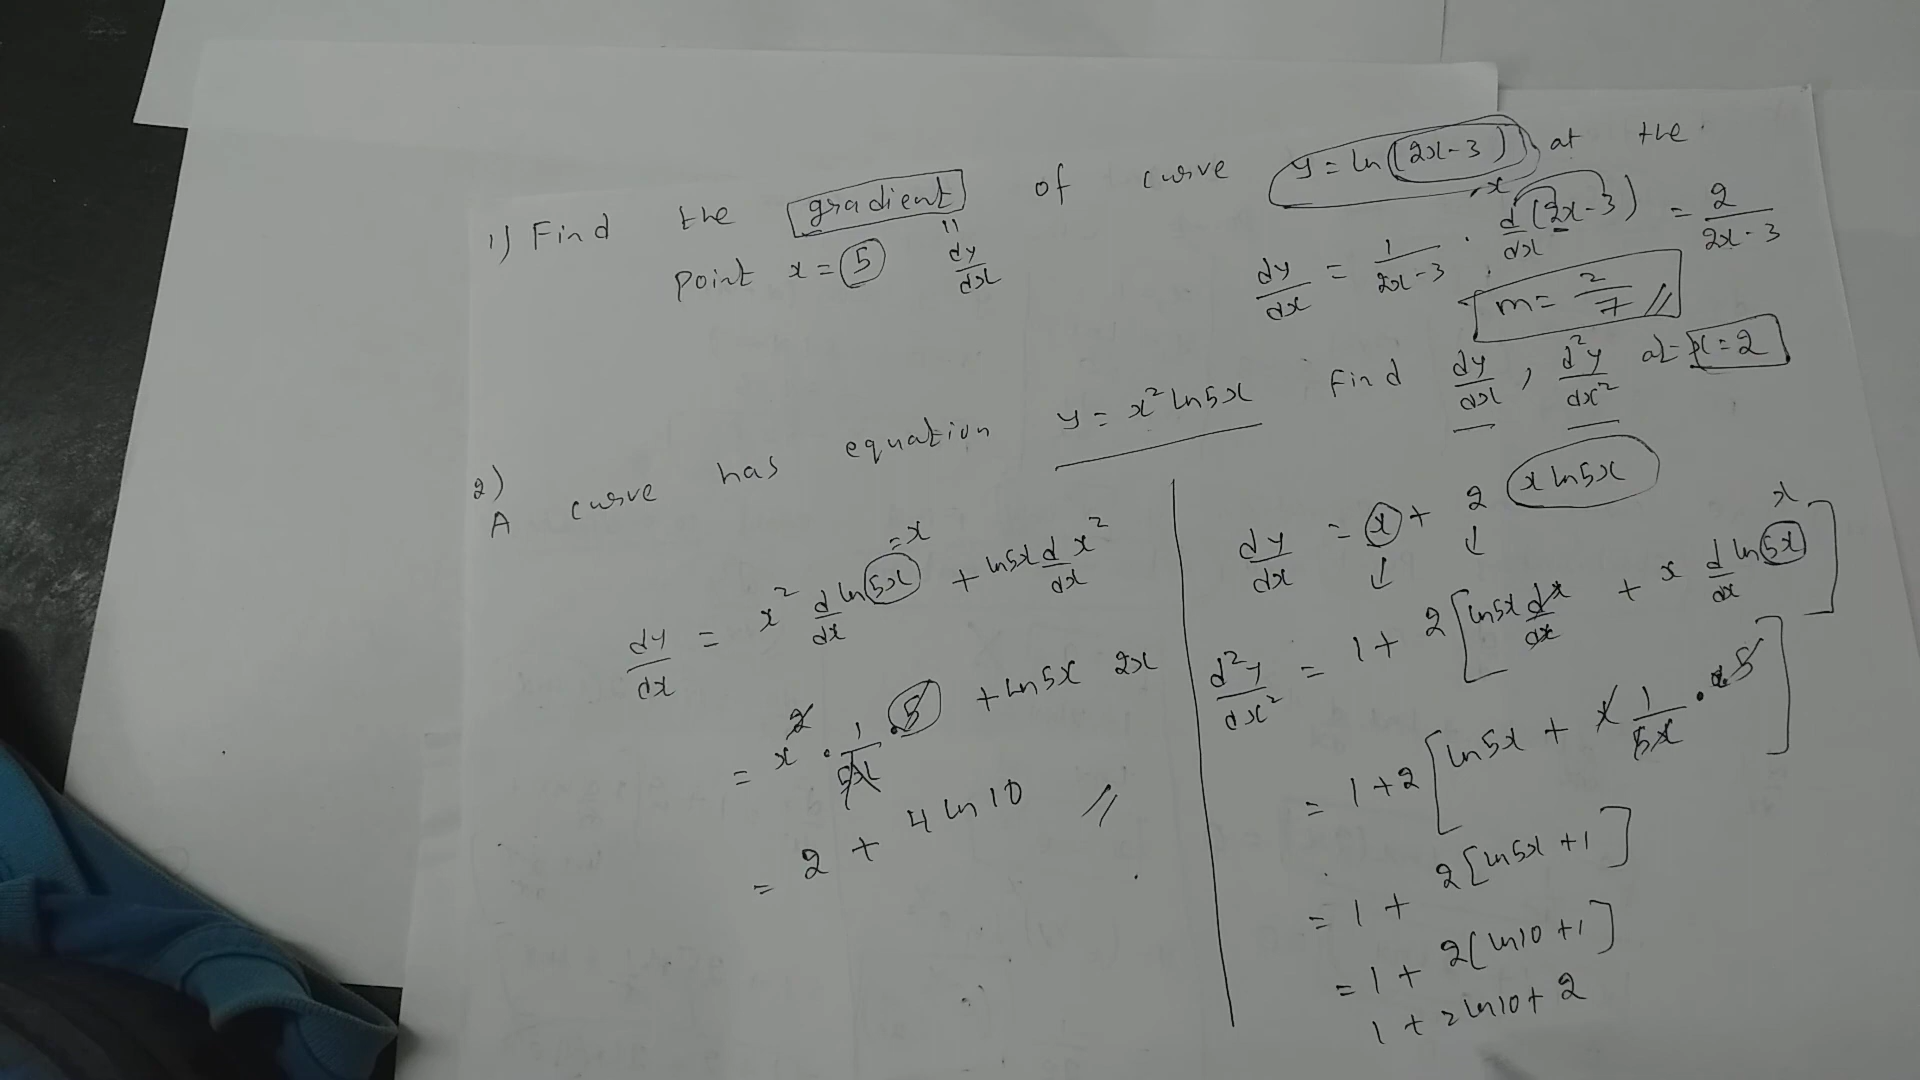 1) Find the gradient of curve y = ln(2x-3) at the
point x = 5
|| dy/dx
x
dy/dx = 1/(2x-3) · d/dx (2x-3) = 2/(2x-3)
m = 2/7 //
2) A curve has equation y = x² ln5x Find dy/dx , d²y/dx² at x=2
dy/dx = x² d/dx ln(5x) + ln5x d/dx x²
= x
= x² · 1/5x · 5 + ln5x 2x
= 2 + 4 ln10 //
dy/dx = x + 2 x ln5x
d²y/dx² = 1 + 2 [ln5x dx/dx + x d/dx ln(5x)]
x
= 1 + 2 [ln5x + x 1/5x · 5]
= 1 + 2 [ln5x + 1]
= 1 + 2 [ln10 + 1]
1 + 2 ln10 + 2